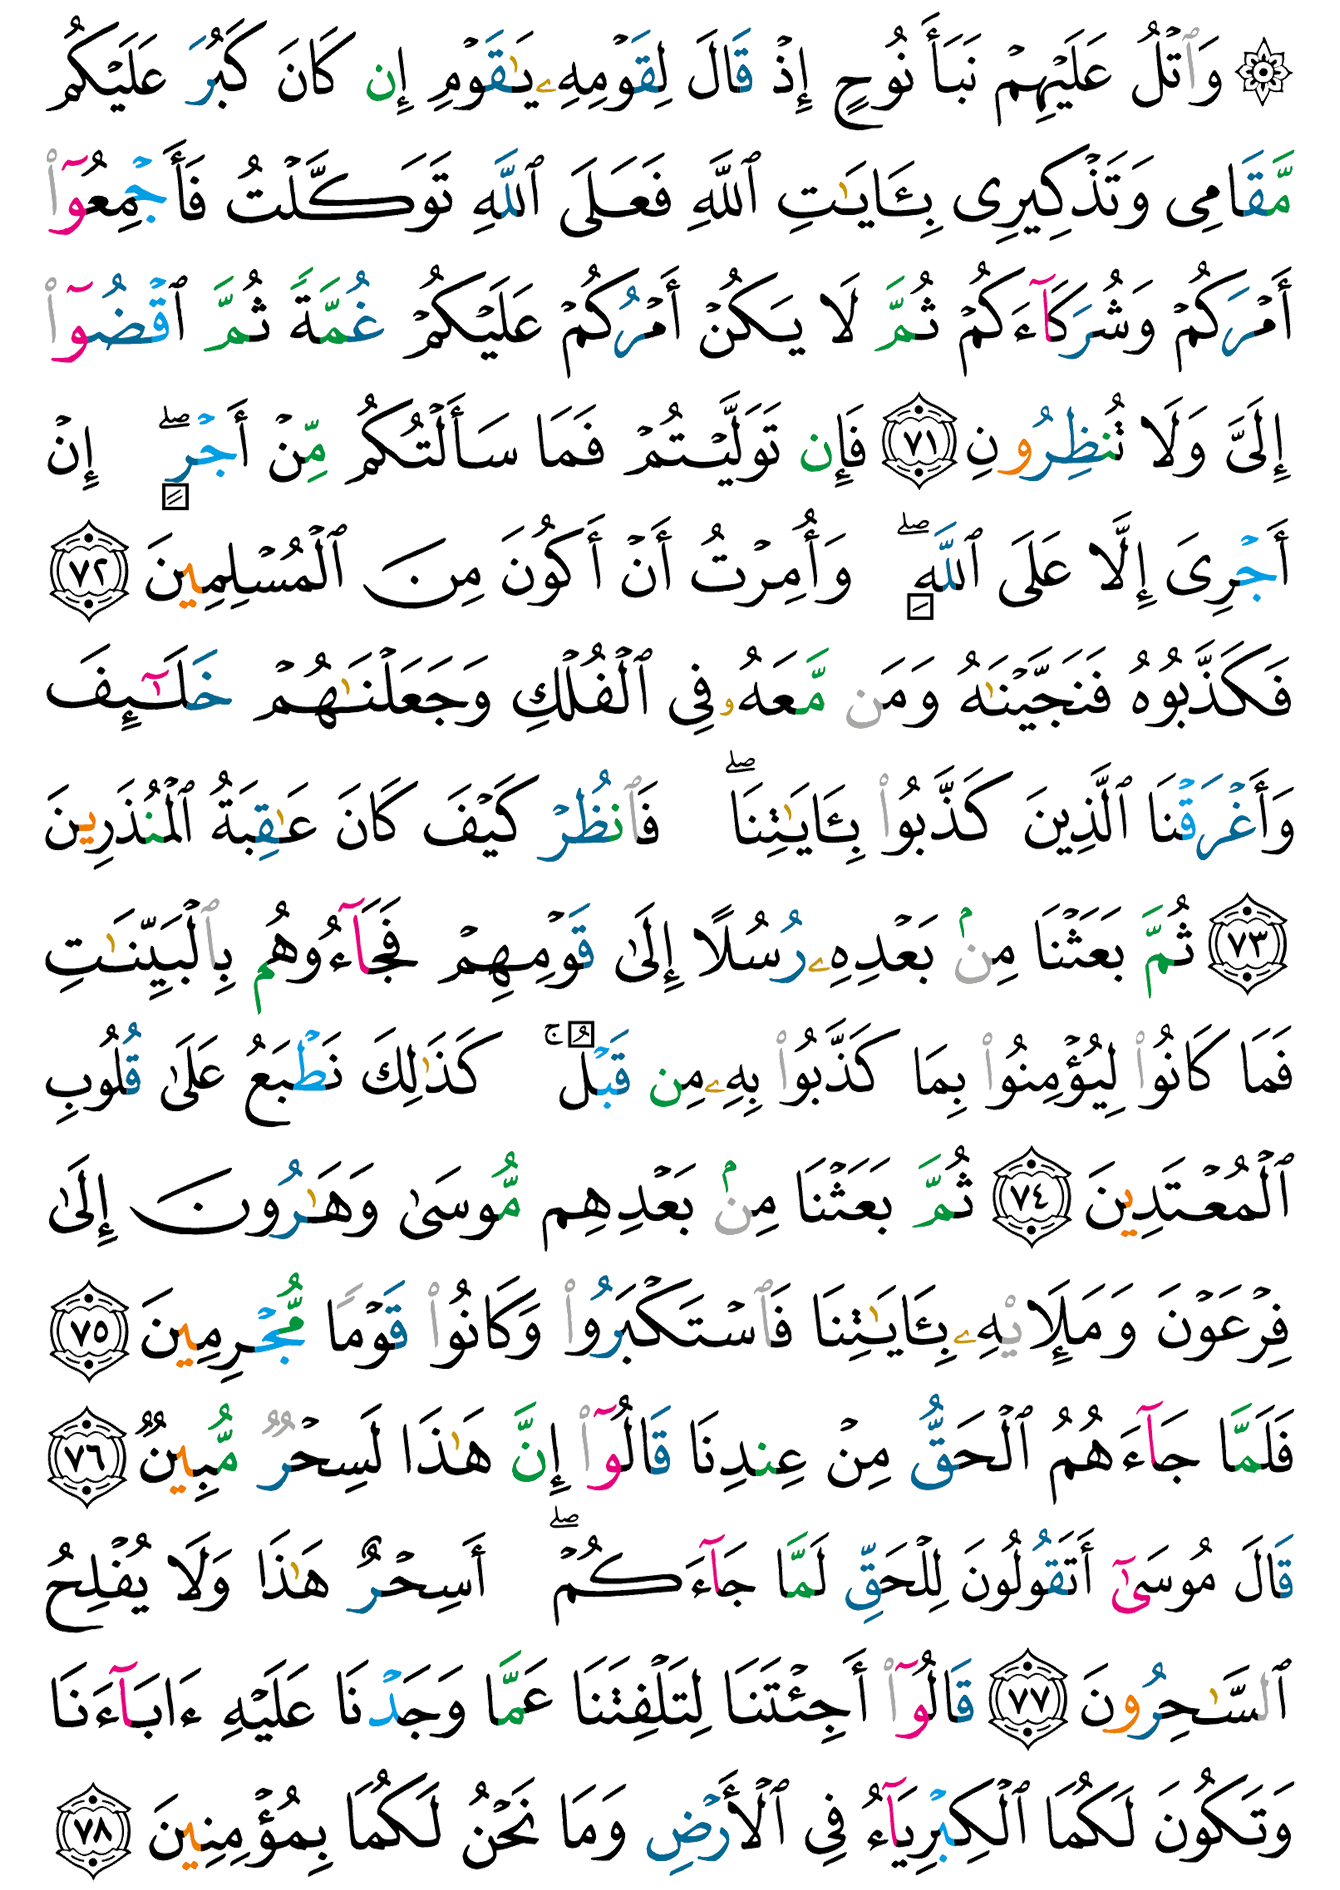 ۞ وَٱتۡلُ عَلَيۡهِمۡ نَبَأَ نُوحٍ إِذۡ قَالَ لِقَوۡمِهِۦ يَٰقَوۡمِ إِن كَانَ كَبُرَ عَلَيۡكُم
مَّقَامِي وَتَذۡكِيرِي بِـَٔايَٰتِ ٱللَّهِ فَعَلَى ٱللَّهِ تَوَكَّلۡتُ فَأَجۡمِعُوٓاْ
أَمۡرَكُمۡ وَشُرَكَآءَكُمۡ ثُمَّ لَا يَكُنۡ أَمۡرُكُمۡ عَلَيۡكُمۡ غُمَّةٗ ثُمَّ ٱقۡضُوٓاْ
إِلَيَّ وَلَا تُنظِرُونِ ٧١ فَإِن تَوَلَّيۡتُمۡ فَمَا سَأَلۡتُكُم مِّنۡ أَجۡرٍۖ إِنۡ
أَجۡرِيَ إِلَّا عَلَى ٱللَّهِۖ وَأُمِرۡتُ أَنۡ أَكُونَ مِنَ ٱلۡمُسۡلِمِينَ ٧٢
فَكَذَّبُوهُ فَنَجَّيۡنَٰهُ وَمَن مَّعَهُۥ فِي ٱلۡفُلۡكِ وَجَعَلۡنَٰهُمۡ خَلَٰٓئِفَ
وَأَغۡرَقۡنَا ٱلَّذِينَ كَذَّبُواْ بِـَٔايَٰتِنَاۖ فَٱنظُرۡ كَيۡفَ كَانَ عَٰقِبَةُ ٱلۡمُنذَرِينَ
٧٣ ثُمَّ بَعَثۡنَا مِنۢ بَعۡدِهِۦ رُسُلًا إِلَىٰ قَوۡمِهِمۡ فَجَآءُوهُم بِٱلۡبَيِّنَٰتِ
فَمَا كَانُواْ لِيُؤۡمِنُواْ بِمَا كَذَّبُواْ بِهِۦ مِن قَبۡلُۚ كَذَٰلِكَ نَطۡبَعُ عَلَىٰ قُلُوبِ
ٱلۡمُعۡتَدِينَ ٧٤ ثُمَّ بَعَثۡنَا مِنۢ بَعۡدِهِم مُّوسَىٰ وَهَٰرُونَ إِلَىٰ
فِرۡعَوۡنَ وَمَلَإِيْهِۦ بِـَٔايَٰتِنَا فَٱسۡتَكۡبَرُواْ وَكَانُواْ قَوۡمٗا مُّجۡرِمِينَ ٧٥
فَلَمَّا جَآءَهُمُ ٱلۡحَقُّ مِنۡ عِندِنَا قَالُوٓاْ إِنَّ هَٰذَا لَسِحۡرٞ مُّبِينٞ ٧٦
قَالَ مُوسَىٰٓ أَتَقُولُونَ لِلۡحَقِّ لَمَّا جَآءَكُمۡۖ أَسِحۡرٌ هَٰذَا وَلَا يُفۡلِحُ
ٱلسَّٰحِرُونَ ٧٧ قَالُوٓاْ أَجِئۡتَنَا لِتَلۡفِتَنَا عَمَّا وَجَدۡنَا عَلَيۡهِ ءَابَآءَنَا
وَتَكُونَ لَكُمَا ٱلۡكِبۡرِيَآءُ فِي ٱلۡأَرۡضِ وَمَا نَحۡنُ لَكُمَا بِمُؤۡمِنِينَ ٧٨